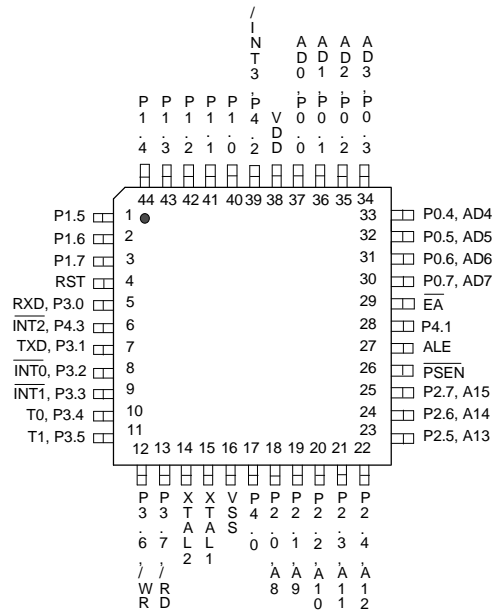 /INT3, P4.2
AD0, P0.0
AD1, P0.1
AD2, P0.2
AD3, P0.3
P1.4
P1.3
P1.2
P1.1
P1.0
VDD
44 43 42 41 40 39 38 37 36 35 34
P1.5 1
P1.6 2
P1.7 3
RST 4
RXD, P3.0 5
INT2, P4.3 6
TXD, P3.1 7
INT0, P3.2 8
INT1, P3.3 9
T0, P3.4 10
T1, P3.5 11
33 P0.4, AD4
32 P0.5, AD5
31 P0.6, AD6
30 P0.7, AD7
29 EA
28 P4.1
27 ALE
26 PSEN
25 P2.7, A15
24 P2.6, A14
23 P2.5, A13
12 13 14 15 16 17 18 19 20 21 22
P3.6, /WR
P3.7, /RD
XTAL2
XTAL1
VSS
P4.0
P2.0, A8
P2.1, A9
P2.2, A10
P2.3, A11
P2.4, A12